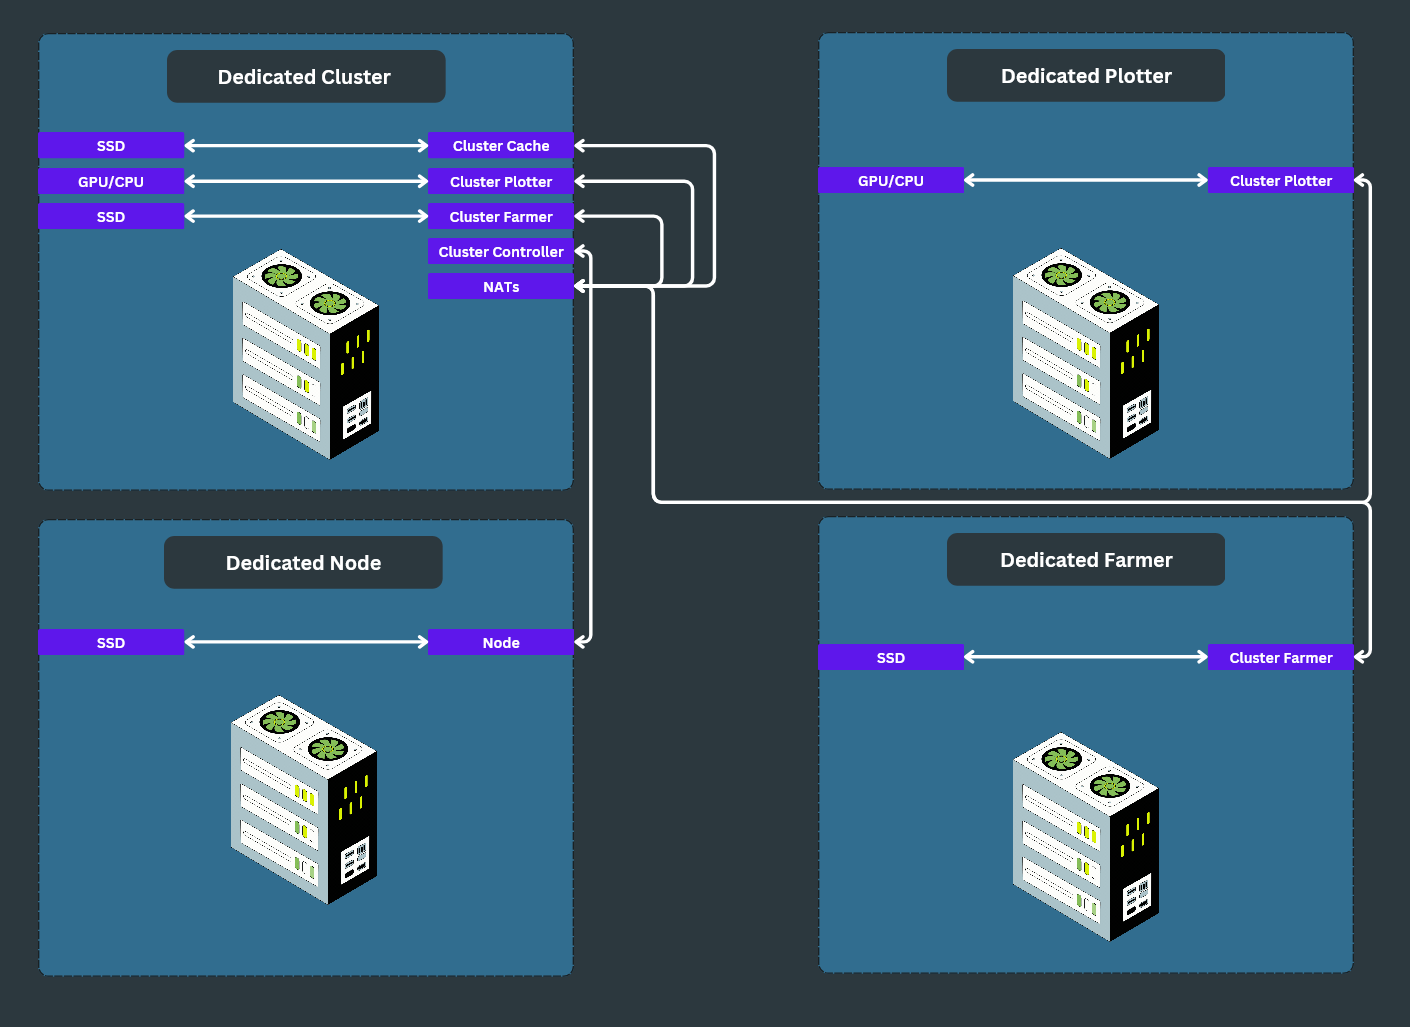 Dedicated Cluster
SSD
Cluster Cache
GPU/CPU
Cluster Plotter
SSD
Cluster Farmer
Cluster Controller
NATs
Dedicated Plotter
GPU/CPU
Cluster Plotter
Dedicated Node
SSD
Node
Dedicated Farmer
SSD
Cluster Farmer